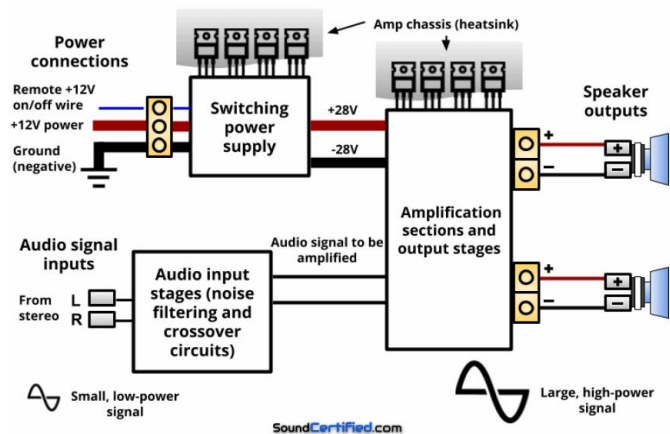 Amp chassis (heatsink)
Power
connections
Remote +12V
on/off wire
+12V power
Ground
(negative)
Switching
power
supply
+28V
-28V
Speaker
outputs
+
−
+
−
Amplification
sections and
output stages
Audio signal
inputs
From
stereo
L
R
Audio input
stages (noise
filtering and
crossover
circuits)
Audio signal to be
amplified
+
−
+
−
Small, low-power
signal
Large, high-power
signal
SoundCertified.com